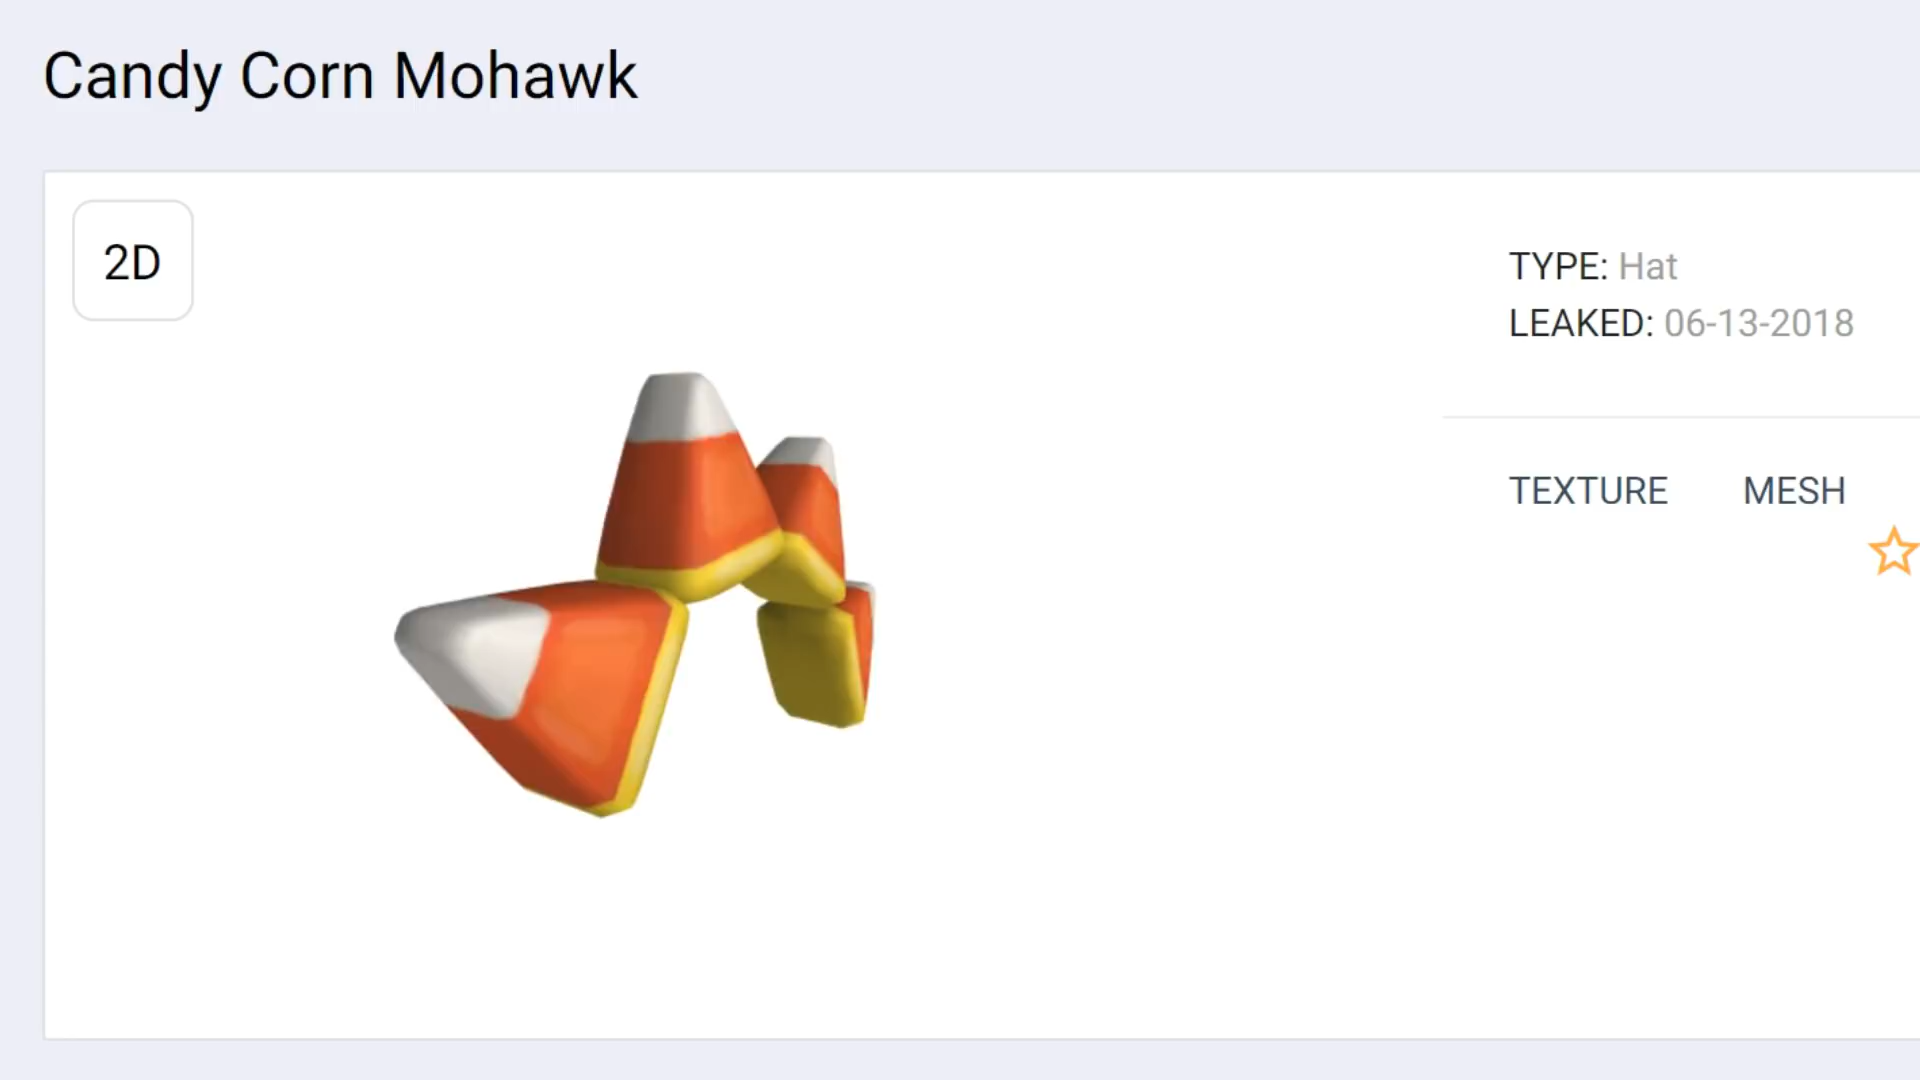 Candy Corn Mohawk
2D
TYPE: Hat
LEAKED: 06-13-2018
TEXTURE MESH